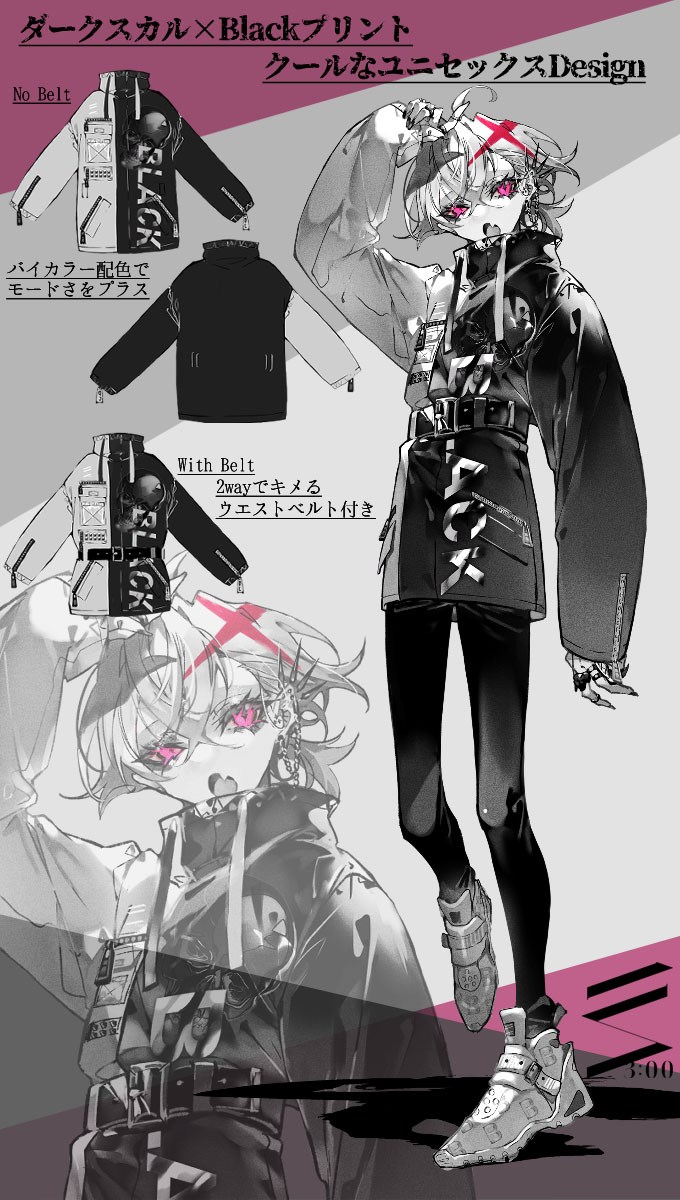 ダークスカル×Blackプリント
クールなユニセックスDesign
No Belt
BLACK
バイカラー配色で
モードさをプラス
With Belt
2wayでキメる
ウエストベルト付き
BLACK
ACK
3:00